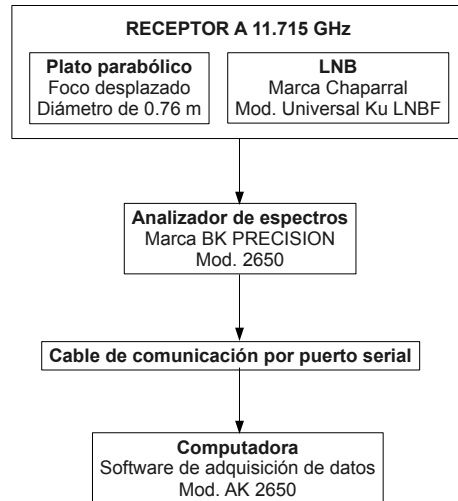 RECEPTOR A 11.715 GHz
Plato parabólico
Foco desplazado
Diámetro de 0.76 m
LNB
Marca Chaparral
Mod. Universal Ku LNBF
Analizador de espectros
Marca BK PRECISION
Mod. 2650
Cable de comunicación por puerto serial
Computadora
Software de adquisición de datos
Mod. AK 2650